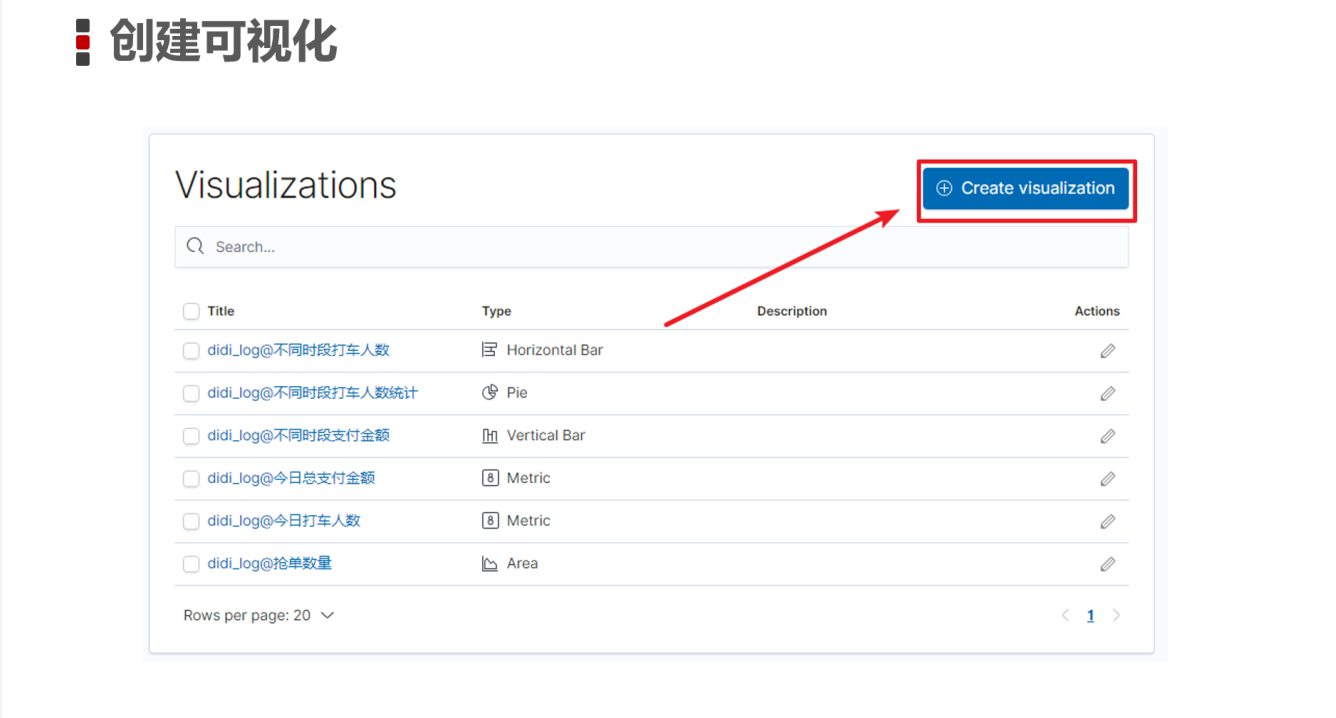 创建可视化
Visualizations
Create visualization
Search...
Title Type Description Actions
didi_log@不同时段打车人数 Horizontal Bar
didi_log@不同时段打车人数统计 Pie
didi_log@不同时段支付金额 Vertical Bar
didi_log@今日总支付金额 8 Metric
didi_log@今日打车人数 8 Metric
didi_log@抢单数量 Area
Rows per page: 20 1